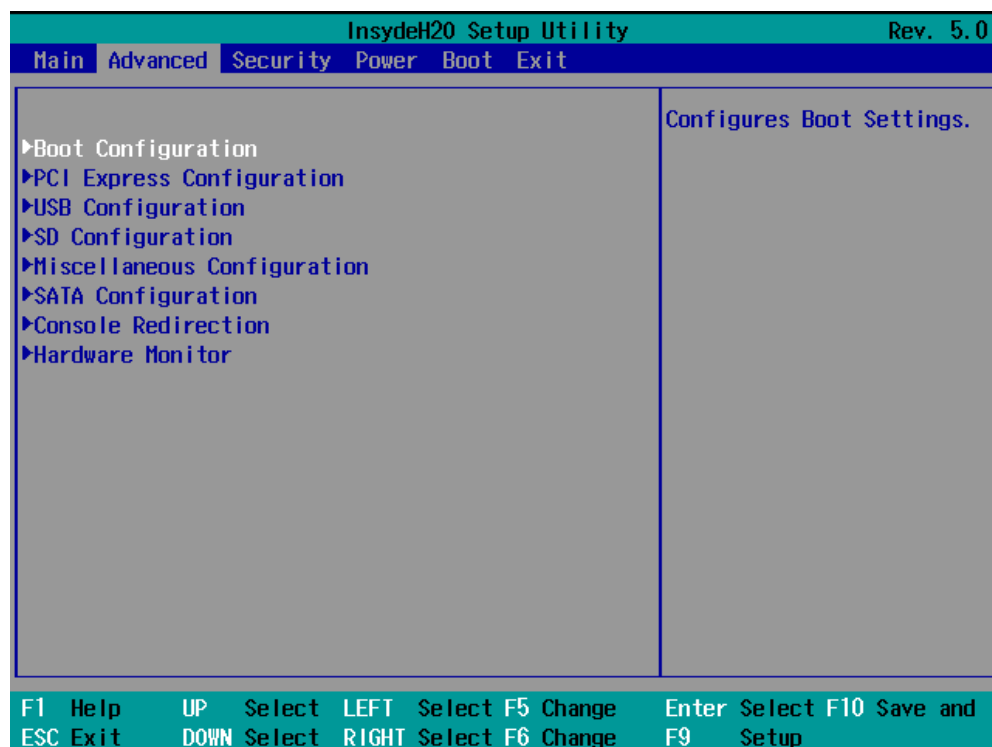 InsydeH20 Setup Utility Rev. 5.0
Main Advanced Security Power Boot Exit
Configures Boot Settings.
▶Boot Configuration
▶PCI Express Configuration
▶USB Configuration
▶SD Configuration
▶Miscellaneous Configuration
▶SATA Configuration
▶Console Redirection
▶Hardware Monitor
F1 Help UP Select LEFT Select F5 Change Enter Select F10 Save and
ESC Exit DOWN Select RIGHT Select F6 Change F9 Setup